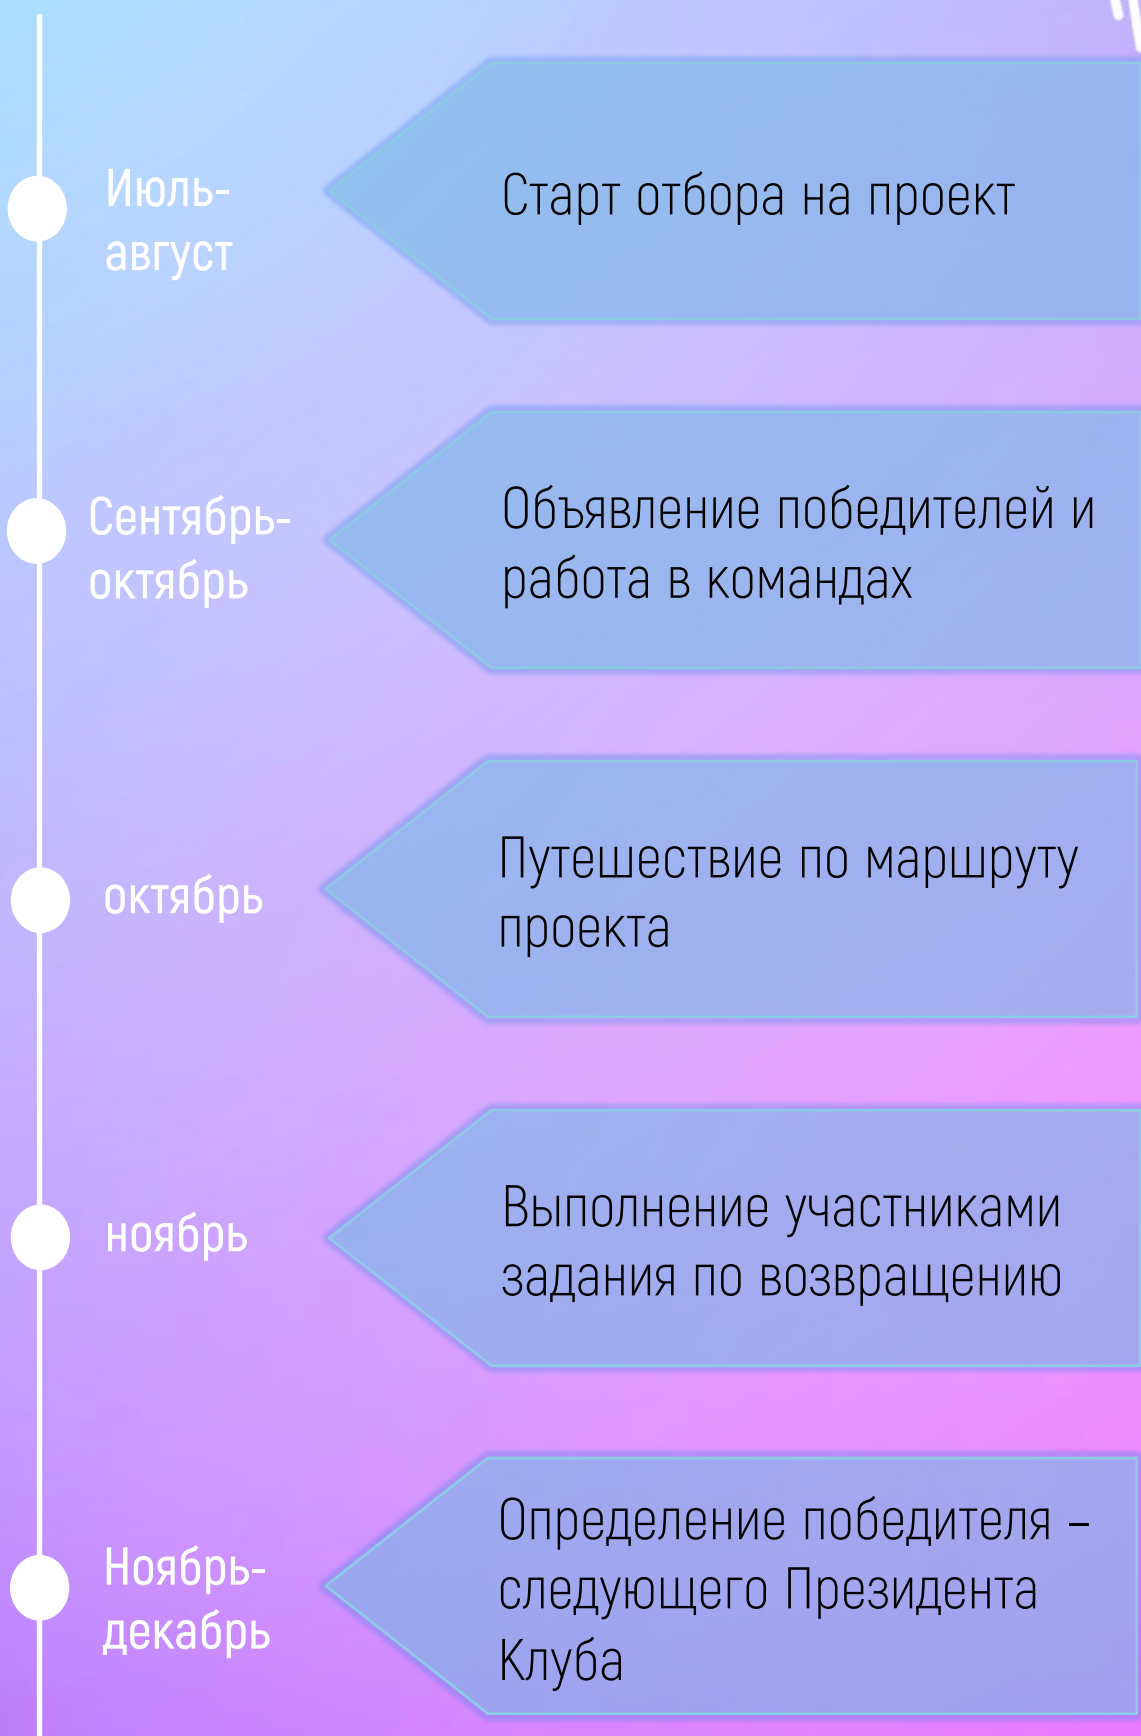 Июль-
август
Старт отбора на проект
Сентябрь-
октябрь
Объявление победителей и
работа в командах
октябрь
Путешествие по маршруту
проекта
ноябрь
Выполнение участниками
задания по возвращению
Ноябрь-
декабрь
Определение победителя –
следующего Президента
Клуба